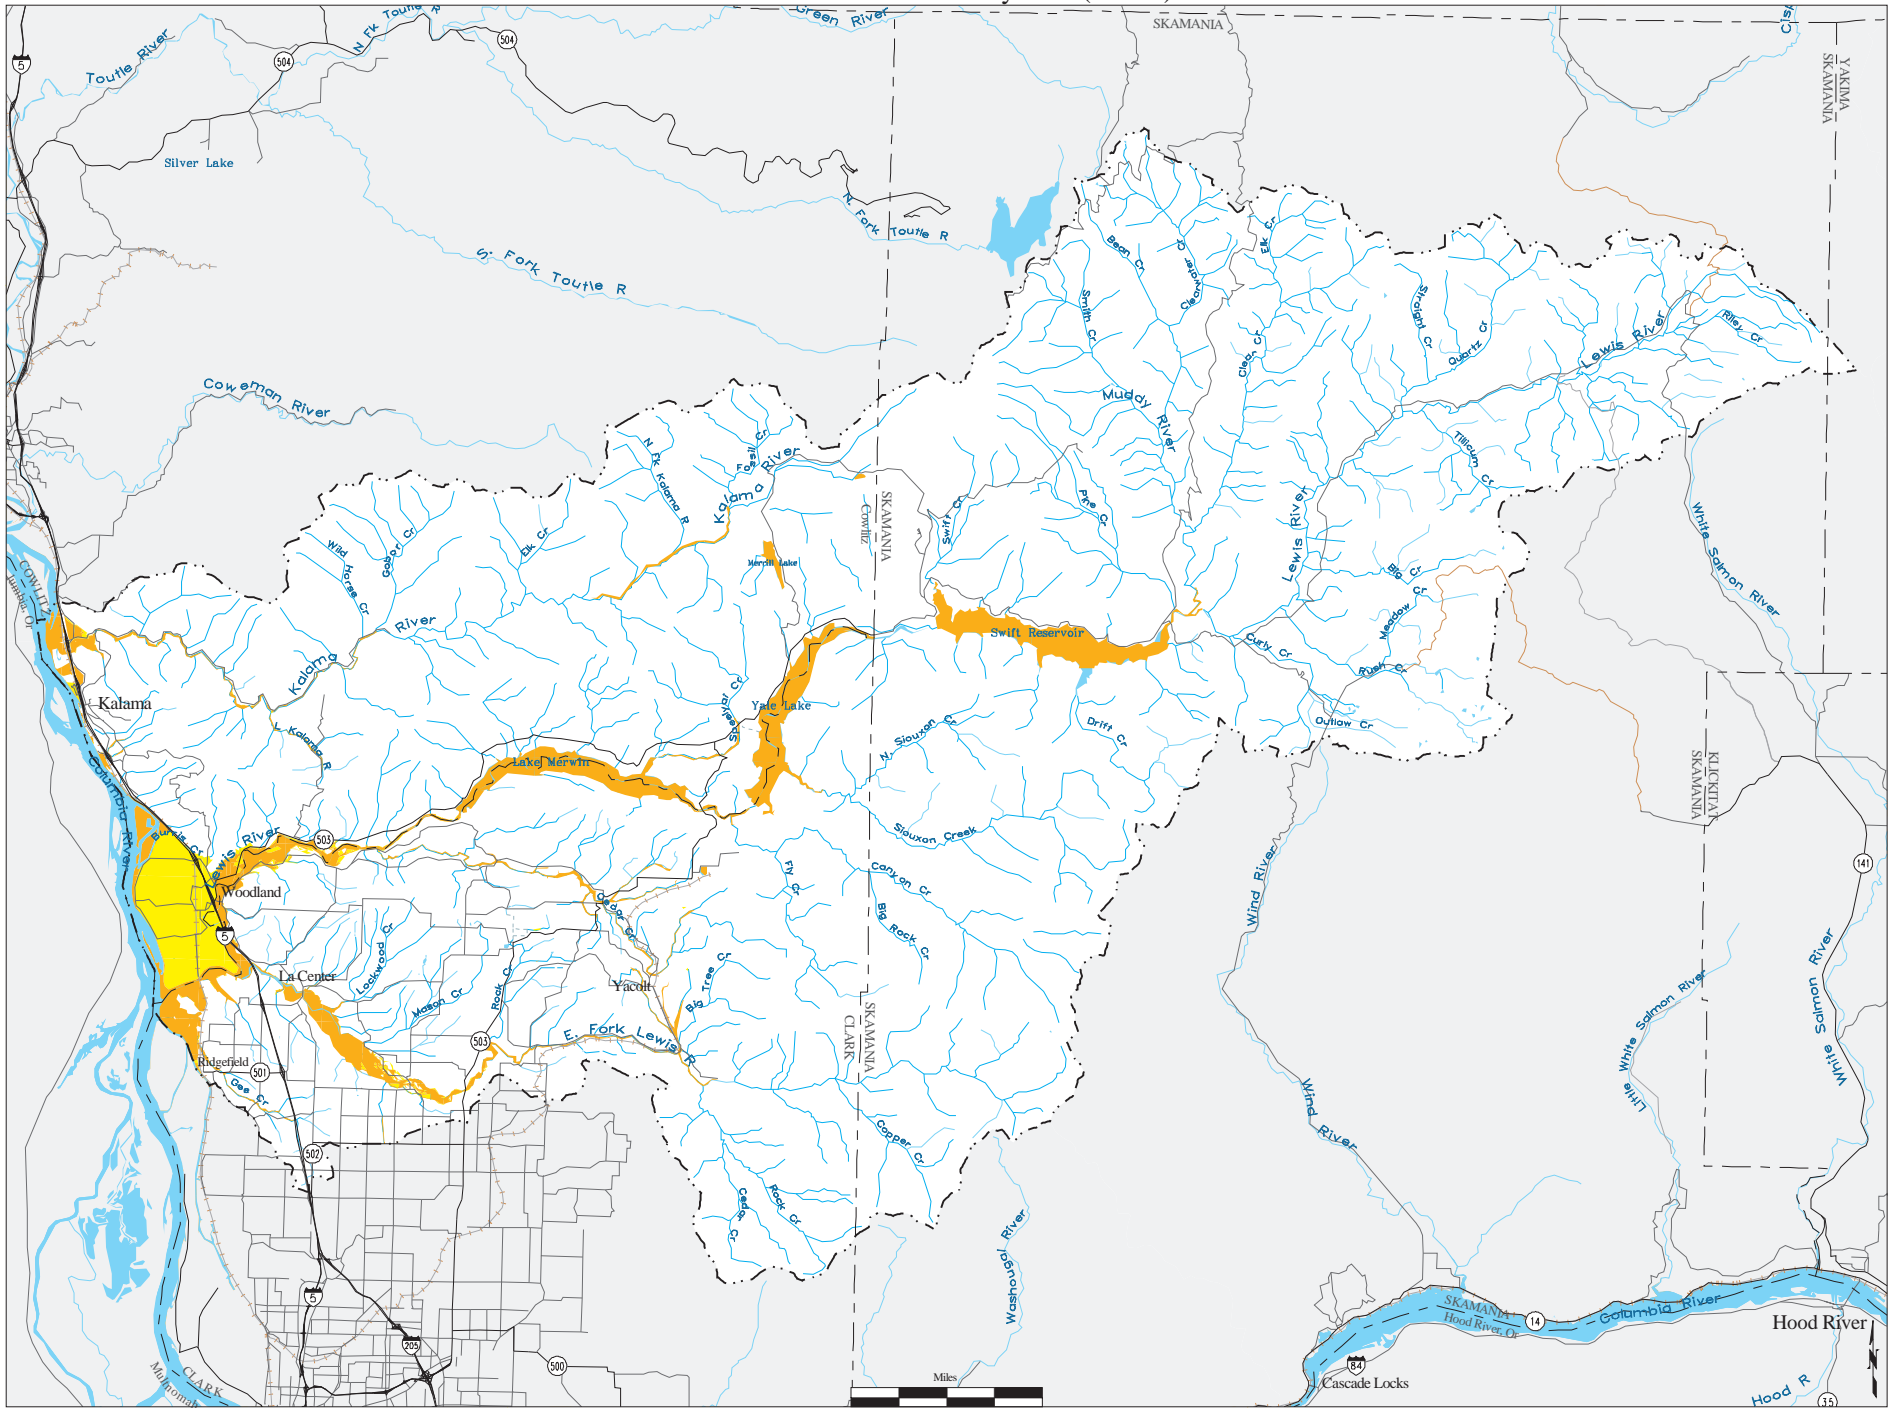 Green River
SKAMANIA
N Fk Toutle R
504
504
5
Toutle River
YAKIMA
SKAMANIA
Silver Lake
N. Fork Toutle R
S. Fork Toutle R
Bean Cr
Clearwater Cr
Elk Cr
Smith Cr
Straight Cr
Quartz Cr
Lewis River
Riley Cr
Clear Cr
Coweman River
Muddy River
N Fk Kalama R
Fossil Cr
Kalama River
Tillicum Cr
SKAMANIA
Cowlitz
Swift Cr
Pine Cr
Lewis River
White Salmon River
Wild Horse Cr
Gobar Cr
Elk Cr
Merrill Lake
Big Cr
Meadow Cr
COWLITZ
Columbia, Or
Kalama River
Swift Reservoir
Curly Cr
Rush Cr
Kalama
Speelyai Cr
Yale Lake
Outlaw Cr
N. Siouxon Cr
Drift Cr
L Kalama R
Lake Merwin
KLICKITAT
SKAMANIA
Columbia River
Burris Cr
Lewis River
503
Siouxon Creek
141
Fly Cr
Canyon Cr
Wind River
Woodland
Cedar Cr
Big Rock Cr
5
Lockwood Cr
La Center
Mason Cr
Rock Cr
Yacolt
Big Tree Cr
Little White Salmon River
White Salmon River
SKAMANIA
CLARK
E. Fork Lewis R
503
Ridgefield
501
Gee Cr
Wind River
Copper Cr
502
Cedar Cr
Rock Cr
Washougal River
5
205
SKAMANIA
Hood River, Or
14
Columbia River
Hood River
500
84
Cascade Locks
CLARK
Multnomah
Miles
N
Hood R
35